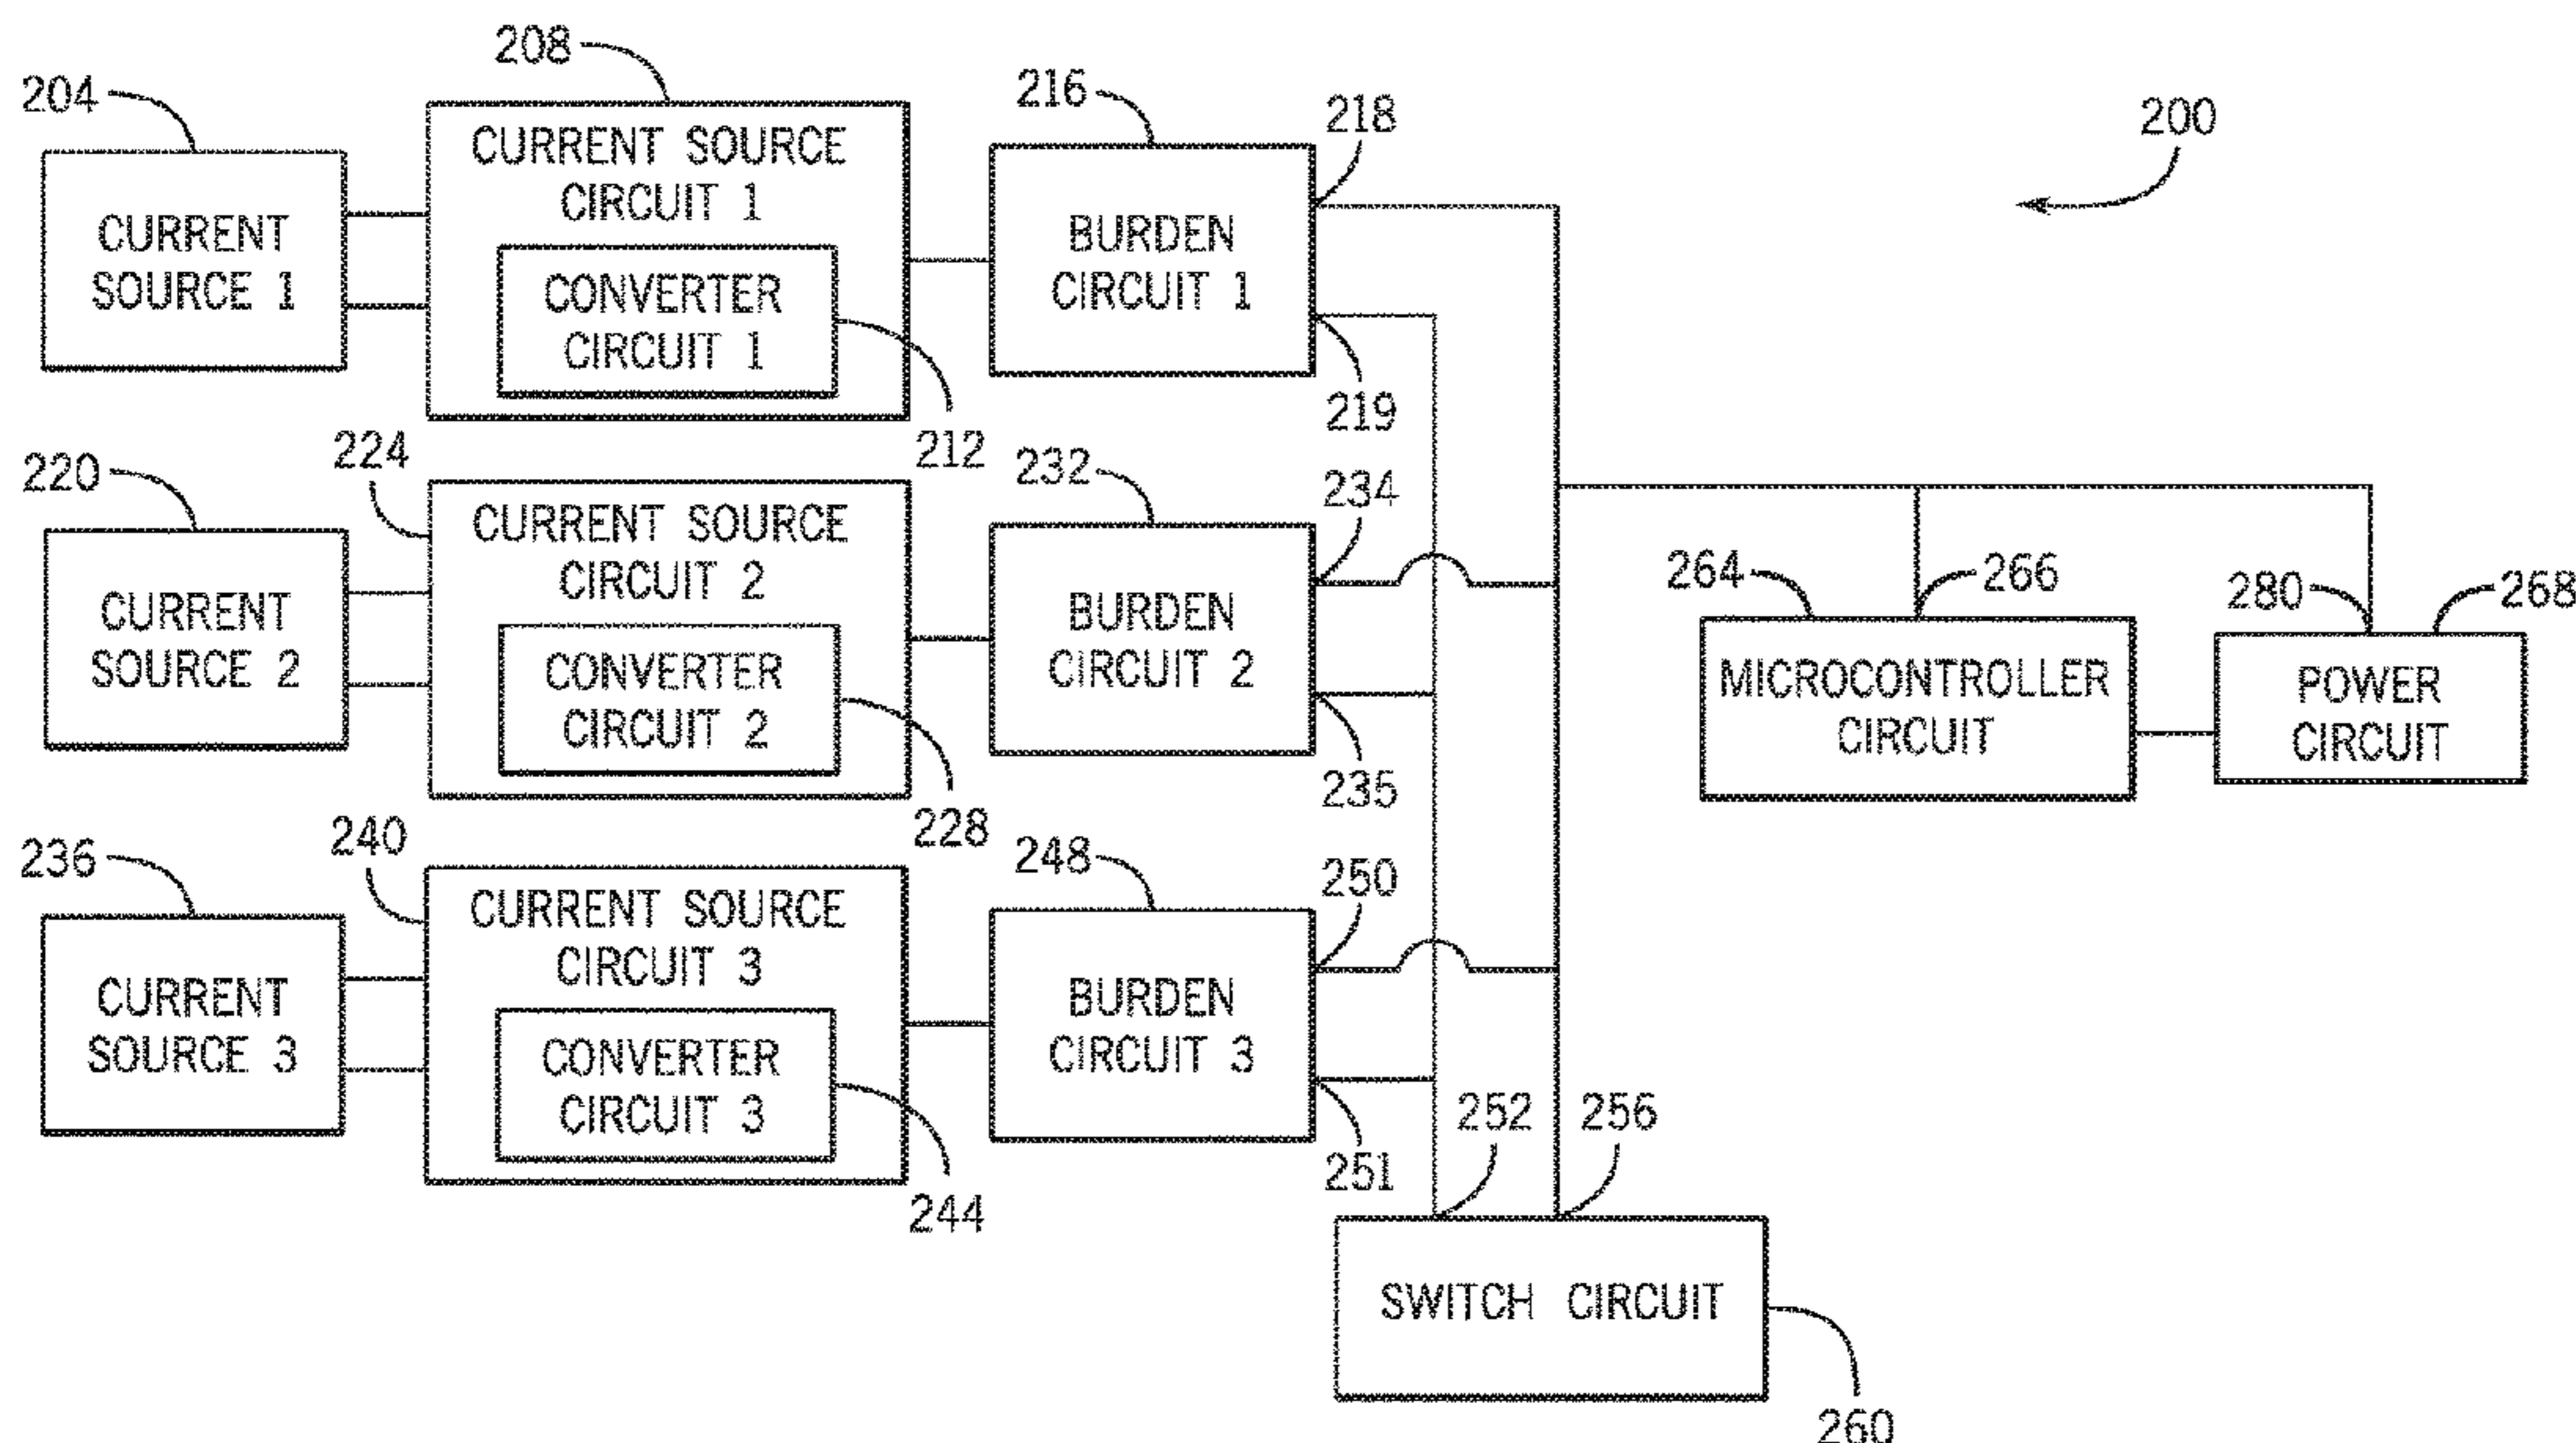 208
204
216
218
200
CURRENT SOURCE
CIRCUIT 1
CURRENT
SOURCE 1
CONVERTER
CIRCUIT 1
BURDEN
CIRCUIT 1
219
212
220
224
232
234
CURRENT SOURCE
CIRCUIT 2
CURRENT
SOURCE 2
CONVERTER
CIRCUIT 2
BURDEN
CIRCUIT 2
264
266
280
268
MICROCONTROLLER
CIRCUIT
POWER
CIRCUIT
235
228
236
240
248
250
CURRENT SOURCE
CIRCUIT 3
CURRENT
SOURCE 3
CONVERTER
CIRCUIT 3
BURDEN
CIRCUIT 3
252
256
251
244
SWITCH CIRCUIT
260